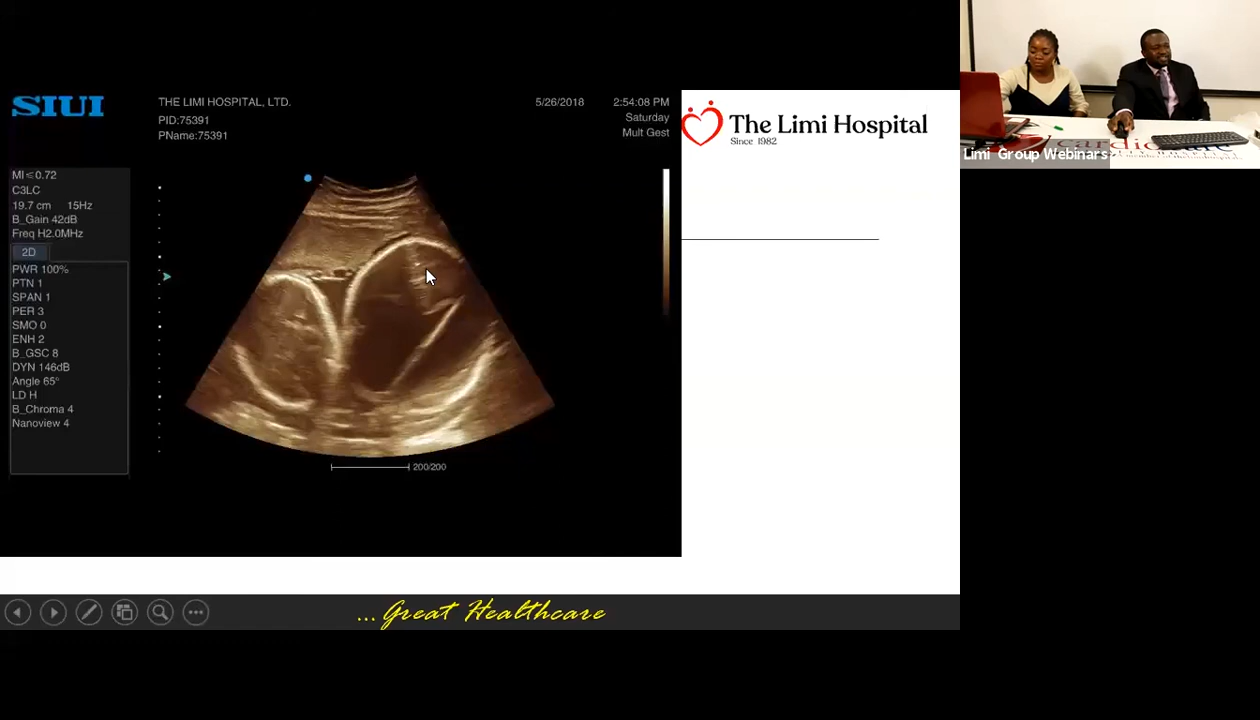 SIUI
THE LIMI HOSPITAL, LTD.
PID:75391
PName:75391
5/26/2018 2:54:08 PM
Saturday
Mult Gest
MI≤0.72
C3LC
19.7 cm 15Hz
B_Gain 42dB
Freq H2.0MHz
2D
PWR 100%
PTN 1
SPAN 1
PER 3
SMO 0
ENH 2
B_GSC 8
DYN 146dB
Angle 65°
LD H
B_Chroma 4
Nanoview 4
200/200
The Limi Hospital
Since 1982
Limi Group Webinars
... Great Healthcare